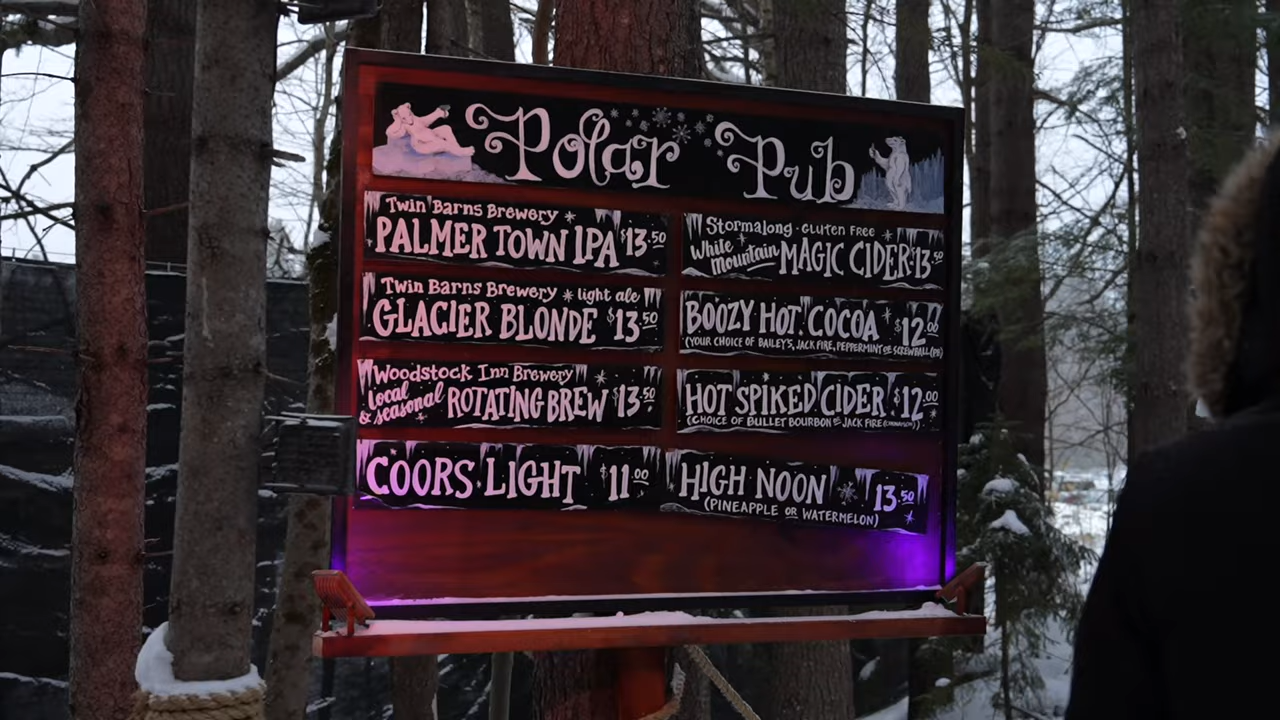 Polar Pub
Twin Barns Brewery
PALMER TOWN IPA $13.50
Twin Barns Brewery light ale
GLACIER BLONDE $13.50
Woodstock Inn Brewery
local & seasonal ROTATING BREW $13.50
COORS LIGHT $11.00
Stormalong - Gluten Free
White Mountain MAGIC CIDER $13.50
BOOZY HOT COCOA $12.00
(YOUR CHOICE OF BAILEY'S, JACK FIRE, PEPPERMINT OR SCREWBALL(PB)
HOT SPIKED CIDER $12.00
(CHOICE OF BULLET BOURBON OR JACK FIRE (CINNAMON))
HIGH NOON 13.50
(PINEAPPLE OR WATERMELON)